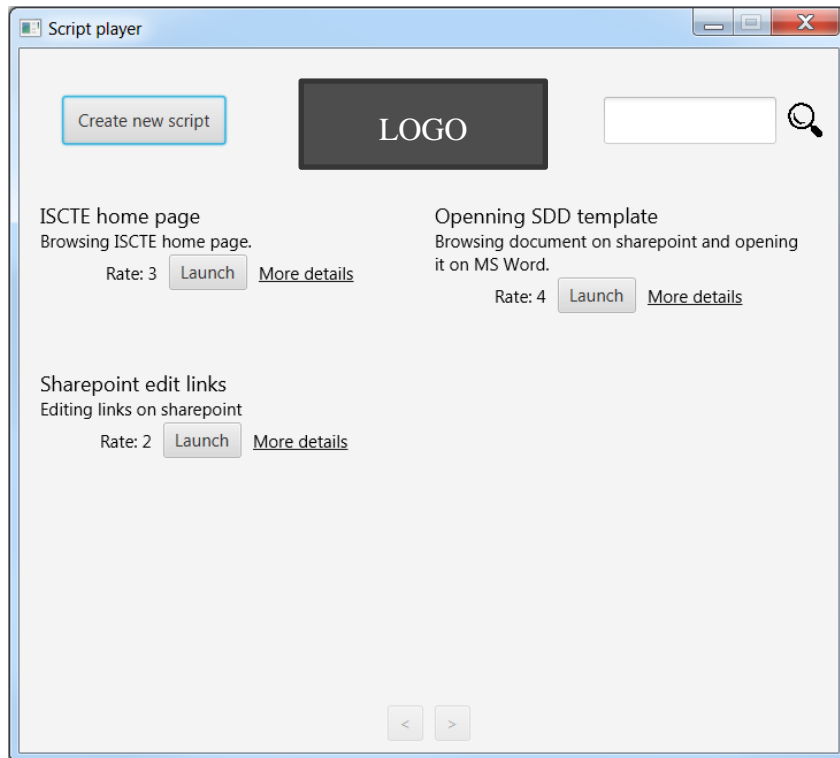 Script player
Create new script
LOGO
ISCTE home page
Browsing ISCTE home page.
Rate: 3 Launch More details
Openning SDD template
Browsing document on sharepoint and opening
it on MS Word.
Rate: 4 Launch More details
Sharepoint edit links
Editing links on sharepoint
Rate: 2 Launch More details
< >